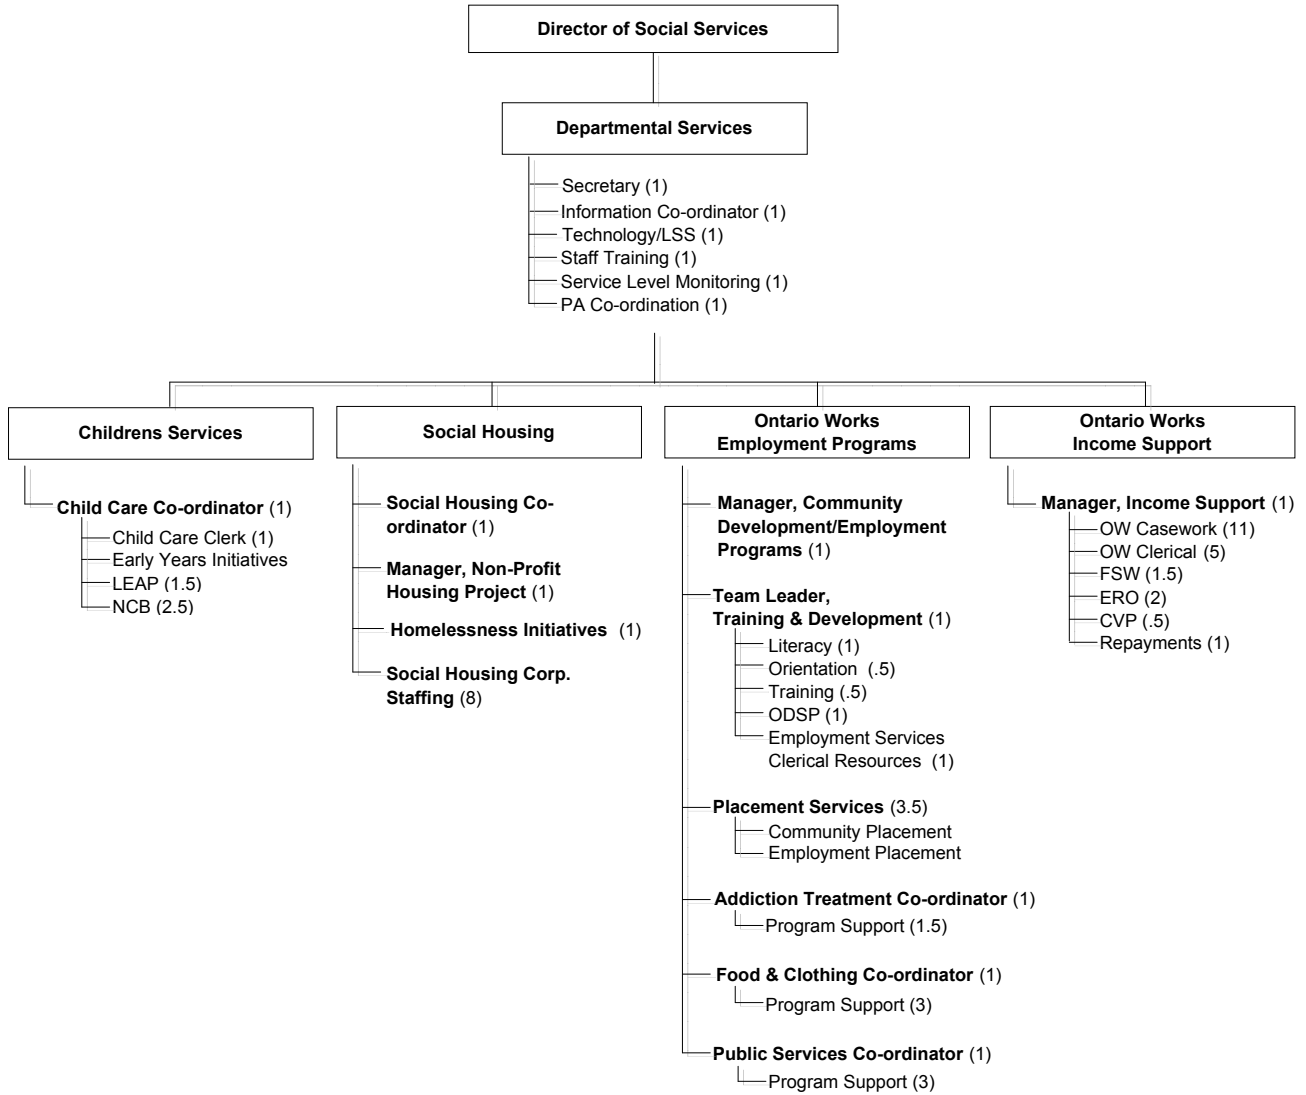 Director of Social Services
Departmental Services
Secretary (1)
Information Co-ordinator (1)
Technology/LSS (1)
Staff Training (1)
Service Level Monitoring (1)
PA Co-ordination (1)
Childrens Services
Child Care Co-ordinator (1)
Child Care Clerk (1)
Early Years Initiatives
LEAP (1.5)
NCB (2.5)
Social Housing
Social Housing Co-
ordinator (1)
Manager, Non-Profit
Housing Project (1)
Homelessness Initiatives (1)
Social Housing Corp.
Staffing (8)
Ontario Works
Employment Programs
Manager, Community
Development/Employment
Programs (1)
Team Leader,
Training & Development (1)
Literacy (1)
Orientation (.5)
Training (.5)
ODSP (1)
Employment Services
Clerical Resources (1)
Placement Services (3.5)
Community Placement
Employment Placement
Addiction Treatment Co-ordinator (1)
Program Support (1.5)
Food & Clothing Co-ordinator (1)
Program Support (3)
Public Services Co-ordinator (1)
Program Support (3)
Ontario Works
Income Support
Manager, Income Support (1)
OW Casework (11)
OW Clerical (5)
FSW (1.5)
ERO (2)
CVP (.5)
Repayments (1)